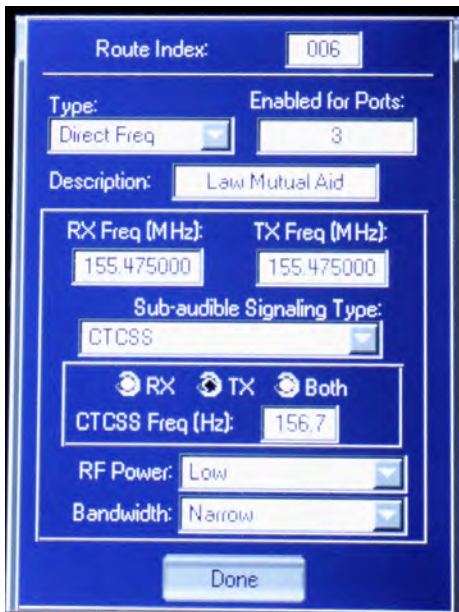 Route Index: 006
Type: Enabled for Ports:
Direct Freq 3
Description: Law Mutual Aid
RX Freq (MHz): TX Freq (MHz):
155.475000 155.475000
Sub-audible Signaling Type:
CTCSS
RX TX Both
CTCSS Freq (Hz): 156.7
RF Power: Low
Bandwidth: Narrow
Done